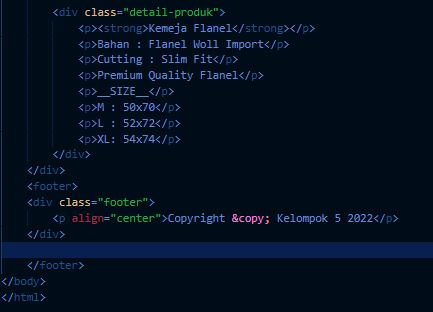 <div class="detail-produk">
<p><strong>Kemeja Flanel</strong></p>
<p>Bahan : Flanel Woll Import</p>
<p>Cutting : Slim Fit</p>
<p>Premium Quality Flanel</p>
<p>__SIZE__</p>
<p>M : 50x70</p>
<p>L : 52x72</p>
<p>XL: 54x74</p>
</div>
</div>
<footer>
<div class="footer">
<p align="center">Copyright &copy; Kelompok 5 2022</p>
</div>
</footer>
</body>
</html>